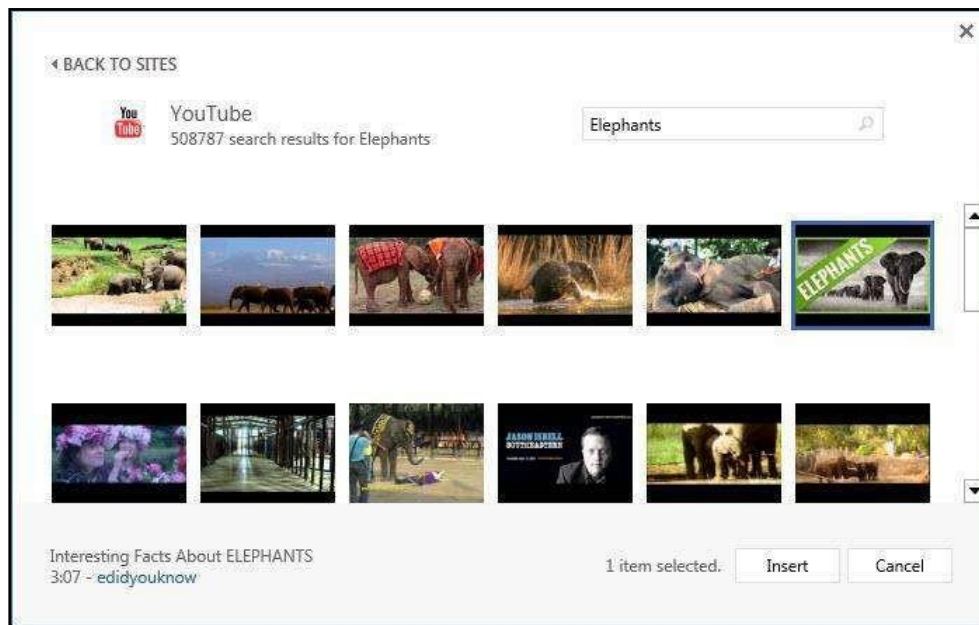 BACK TO SITES
You
Tube
YouTube
508787 search results for Elephants
Elephants
ELEPHANTS
JASON ISBELL
SOUTHEASTERN
Interesting Facts About ELEPHANTS
3:07 - edidyouknow
1 item selected.
Insert
Cancel